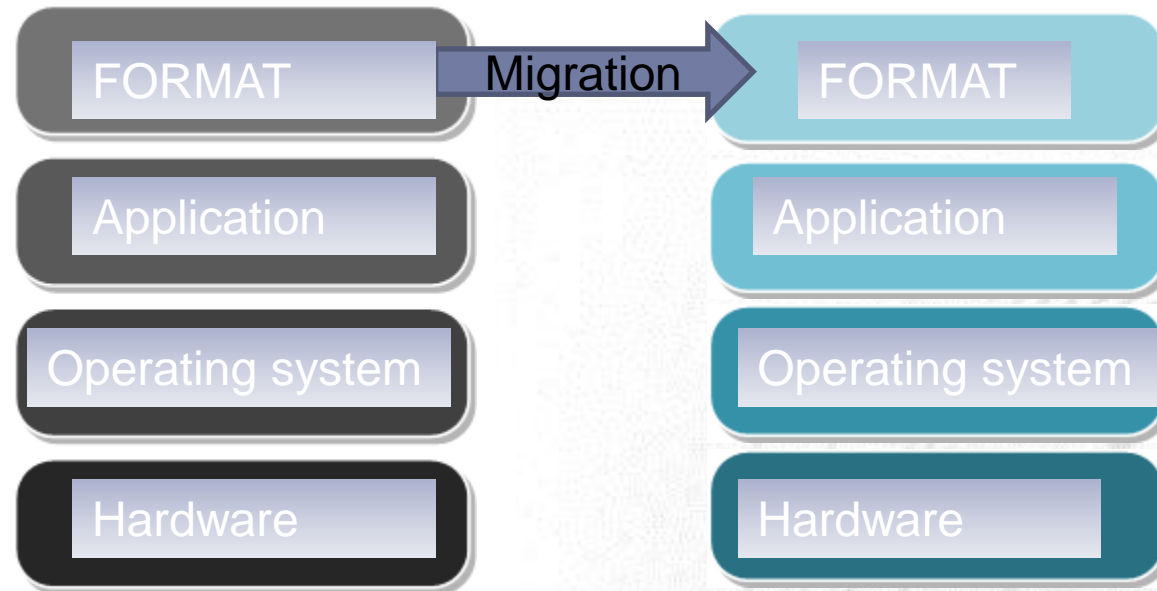 FORMAT
Migration
FORMAT
Application
Application
Operating system
Operating system
Hardware
Hardware